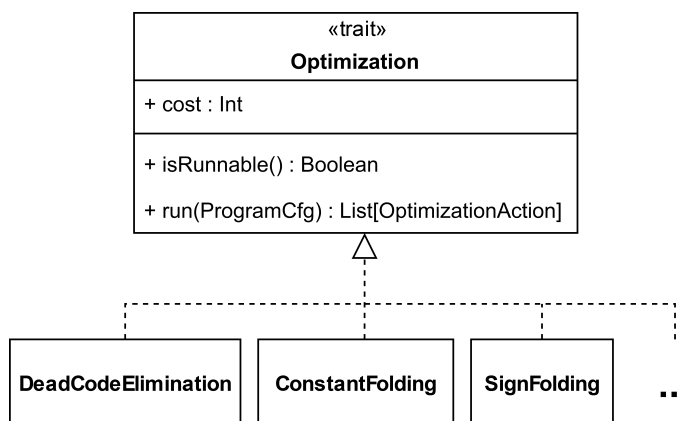 «trait»
Optimization
+ cost : Int
+ isRunnable() : Boolean
+ run(ProgramCfg) : List[OptimizationAction]
DeadCodeElimination
ConstantFolding
SignFolding
..